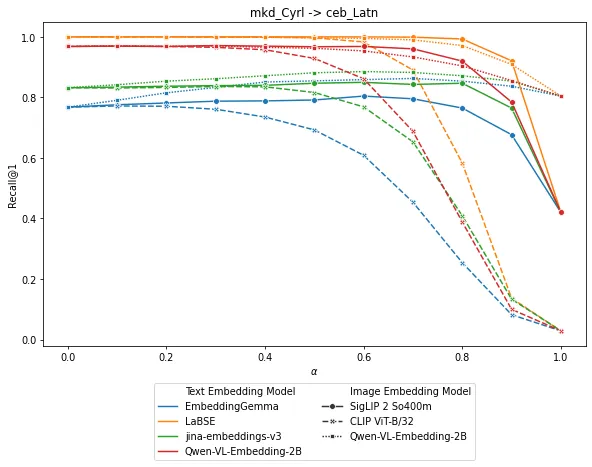 mkd_Cyrl -> ceb_Latn
Recall@1
1.0
0.8
0.6
0.4
0.2
0.0
0.0 0.2 0.4 0.6 0.8 1.0
α
Text Embedding Model
EmbeddingGemma
LaBSE
jina-embeddings-v3
Qwen-VL-Embedding-2B
Image Embedding Model
SigLIP 2 So400m
CLIP ViT-B/32
Qwen-VL-Embedding-2B